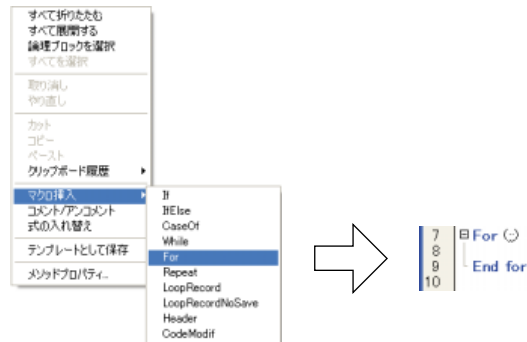 すべて折りたたむ
すべて展開する
論理ブロックを選択
すべてを選択
取り消し
やり直し
カット
コピー
ペースト
クリップボード履歴
マクロ挿入
コメント/アンコメント
式の入れ替え
テンプレートとして保存
メソッドプロパティ...
If
IfElse
CaseOf
While
For
Repeat
LoopRecord
LoopRecordNoSave
Header
CodeModif
7 For (;)
8
9 End for
10